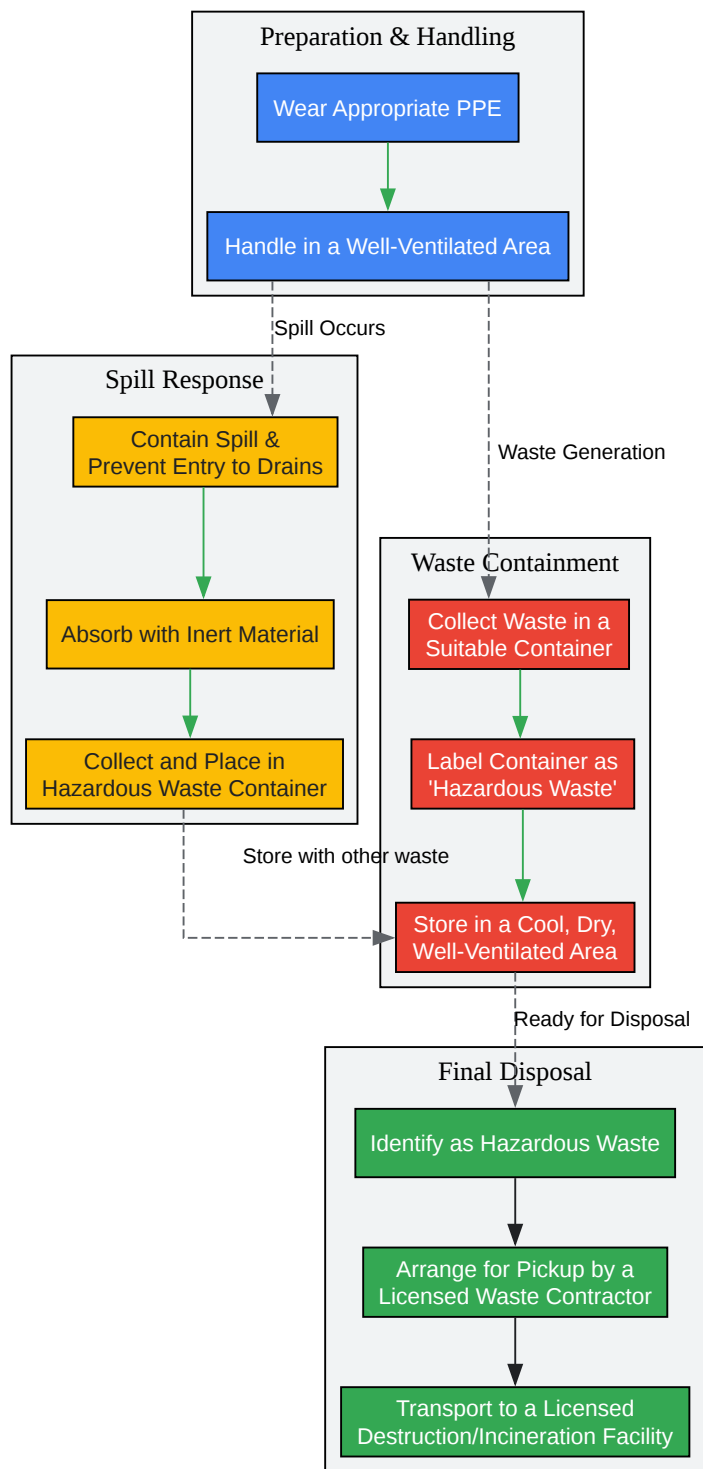 Preparation & Handling
Wear Appropriate PPE
Handle in a Well-Ventilated Area
Spill Occurs
Spill Response
Contain Spill &
Prevent Entry to Drains
Absorb with Inert Material
Collect and Place in
Hazardous Waste Container
Waste Generation
Waste Containment
Collect Waste in a
Suitable Container
Label Container as
'Hazardous Waste'
Store with other waste
Store in a Cool, Dry,
Well-Ventilated Area
Ready for Disposal
Final Disposal
Identify as Hazardous Waste
Arrange for Pickup by a
Licensed Waste Contractor
Transport to a Licensed
Destruction/Incineration Facility